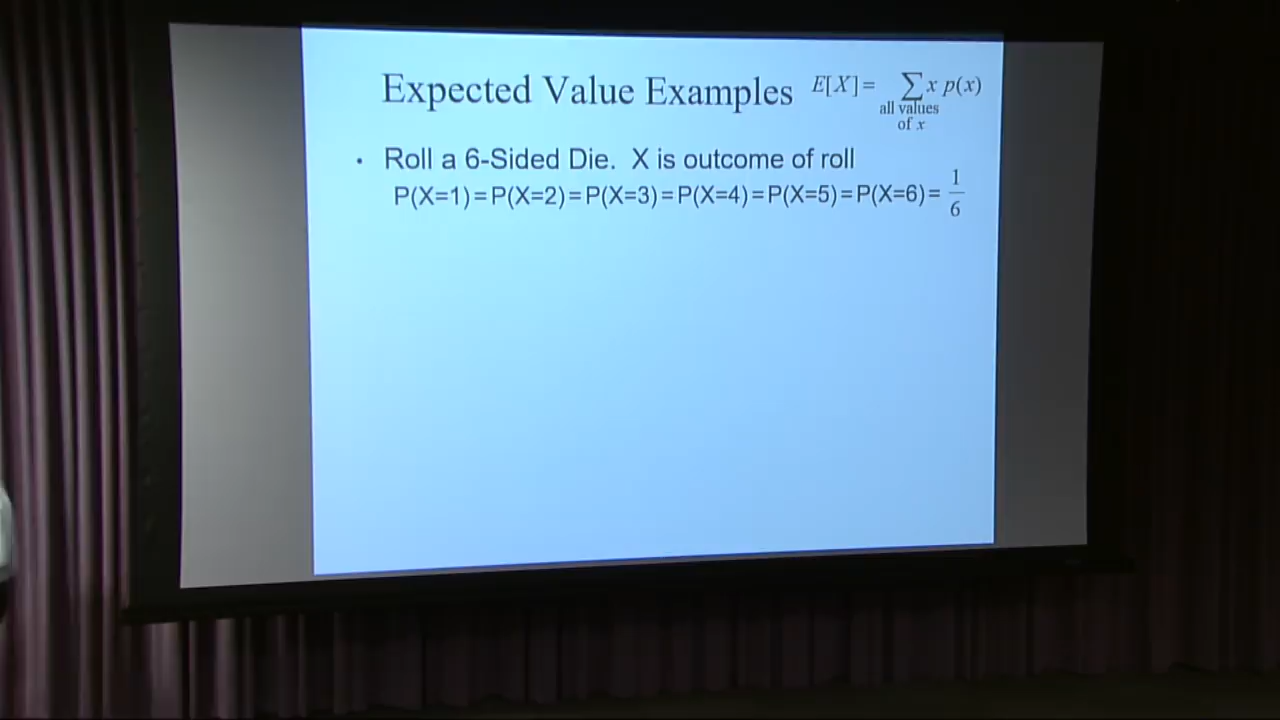 Expected Value Examples E[X] = ∑ x p(x)
all values
of x
• Roll a 6-Sided Die. X is outcome of roll
P(X=1)=P(X=2)=P(X=3)=P(X=4)=P(X=5)=P(X=6)= 1/6